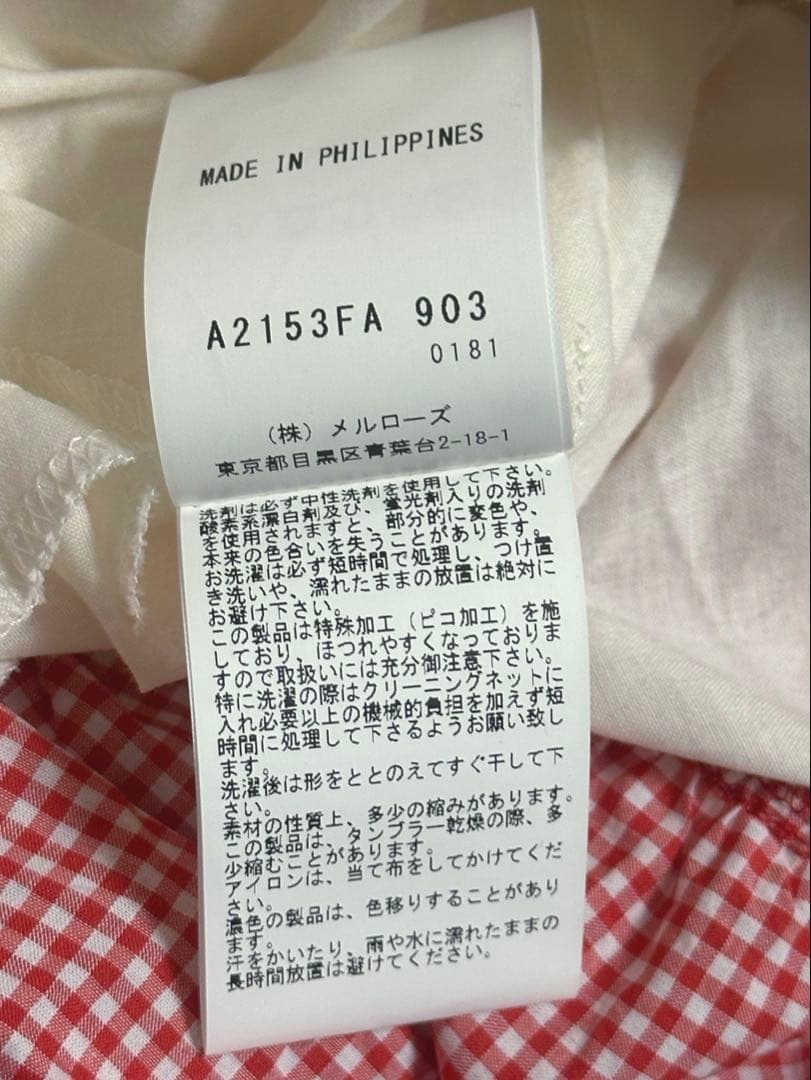 MADE IN PHILIPPINES
A2153FA 903
0181
(株) メルローズ
東京都目黒区青葉台2-18-1
洗剤は必ず中性洗剤を使用して下さい。
酸素系漂白剤及び、蛍光剤入りの洗剤
を使用されますと、部分的に変色や、
本来の色合いを失うことがあります。
お洗濯は必ず短時間で処理し、つけ置
き洗いや、濡れたままの放置は絶対に
お避け下さい。
この製品は特殊加工(ピコ加工)を施
しており、ほつれやすくなっておりま
すので取扱いには充分御注意下さい。
特に洗濯の際はクリーニングネットに
入れ必要以上の機械的負担を加えず短
時間に処理して下さるようお願い致し
ます。
洗濯後は形をととのえてすぐ干して下
さい。
素材の性質上、多少の縮みがあります。
この製品は、タンブラー乾燥の際、多
少縮むことがあります。
アイロンは、当て布をしてかけてくだ
さい。
濃色の製品は、色移りすることがあり
ます。
汗をかいたり、雨や水に濡れたままの
長時間放置は避けてください。